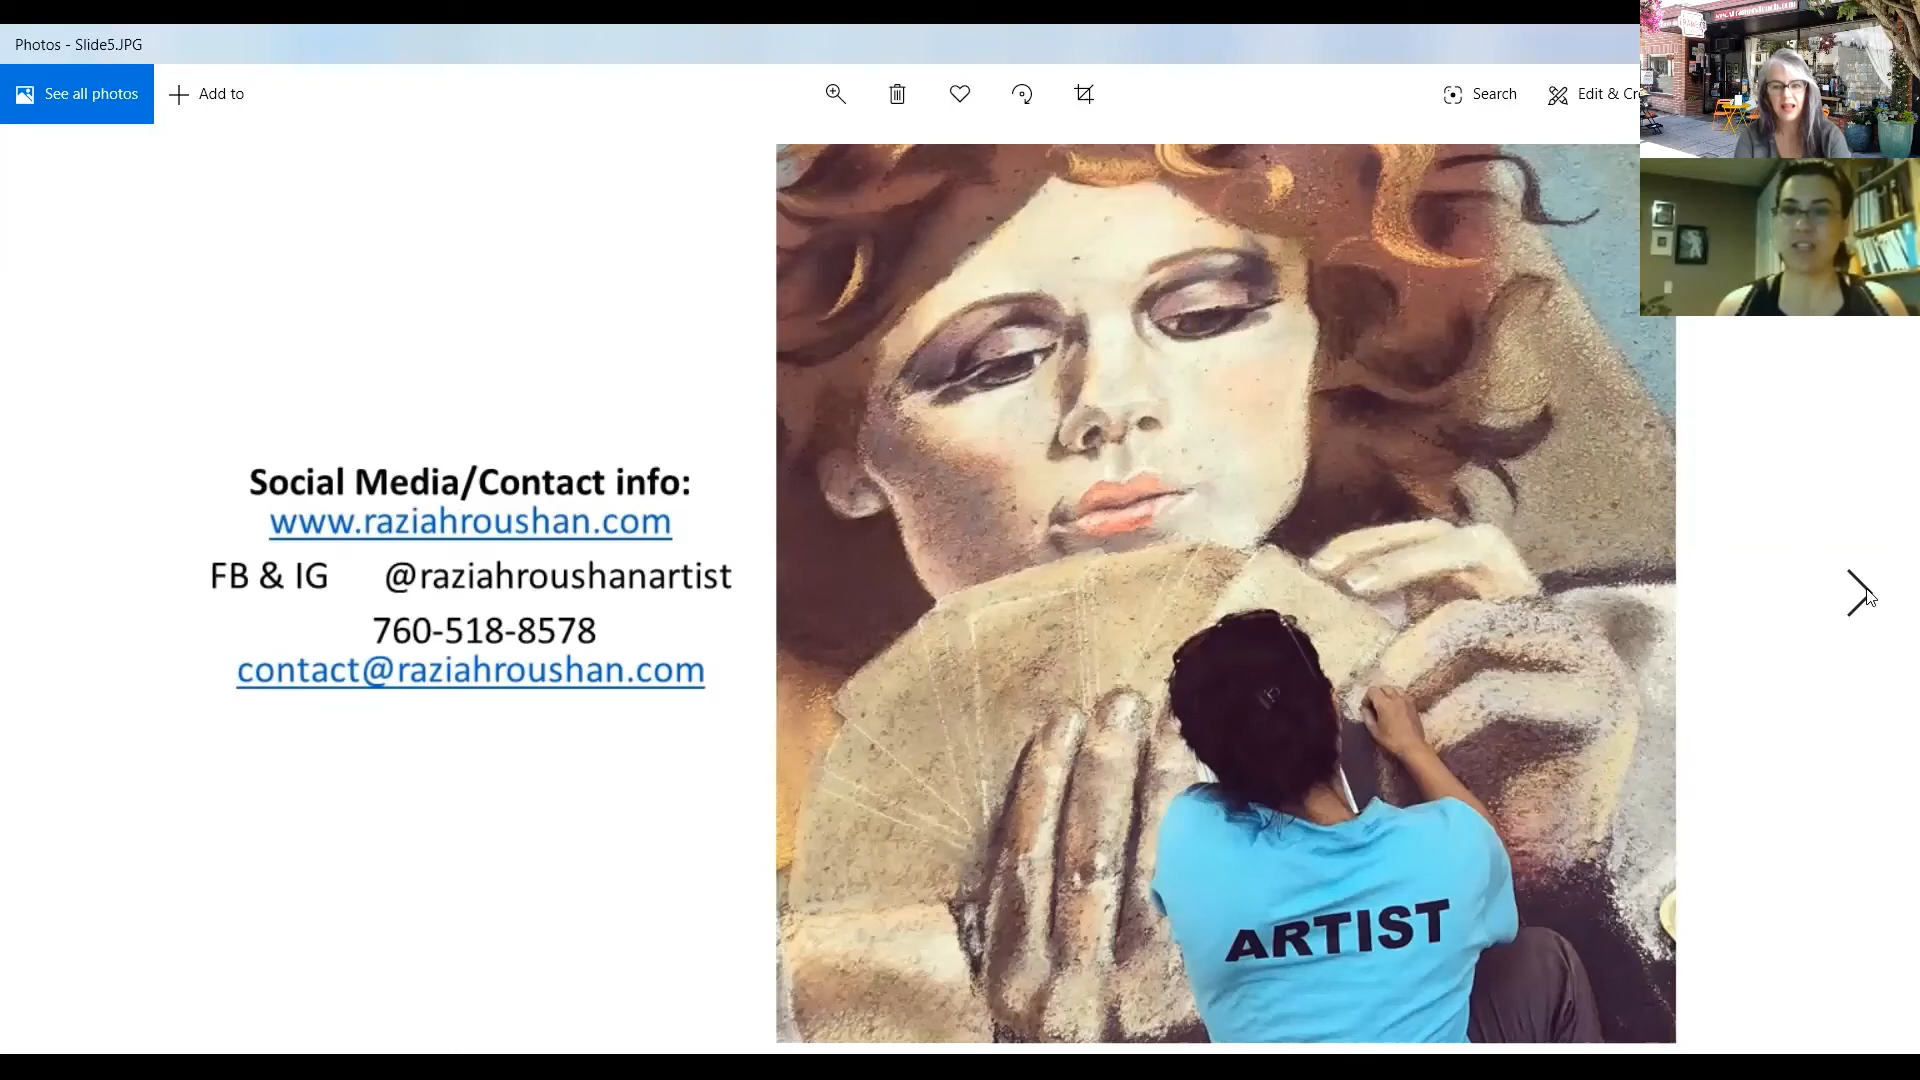 Photos - Slide5.JPG
See all photos
Add to
Search
Edit & Cr
Social Media/Contact info:
www.raziahroushan.com
FB & IG @raziahroushanartist
760-518-8578
contact@raziahroushan.com
ARTIST